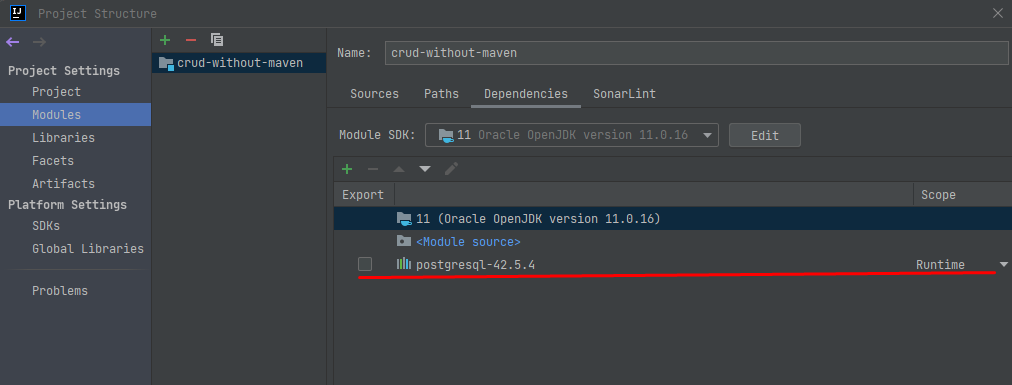 IJ Project Structure
Project Settings
Project
Modules
Libraries
Facets
Artifacts
Platform Settings
SDKs
Global Libraries
Problems
crud-without-maven
Name: crud-without-maven
Sources Paths Dependencies SonarLint
Module SDK: 11 Oracle OpenJDK version 11.0.16 Edit
Export Scope
11 (Oracle OpenJDK version 11.0.16)
<Module source>
postgresql-42.5.4 Runtime